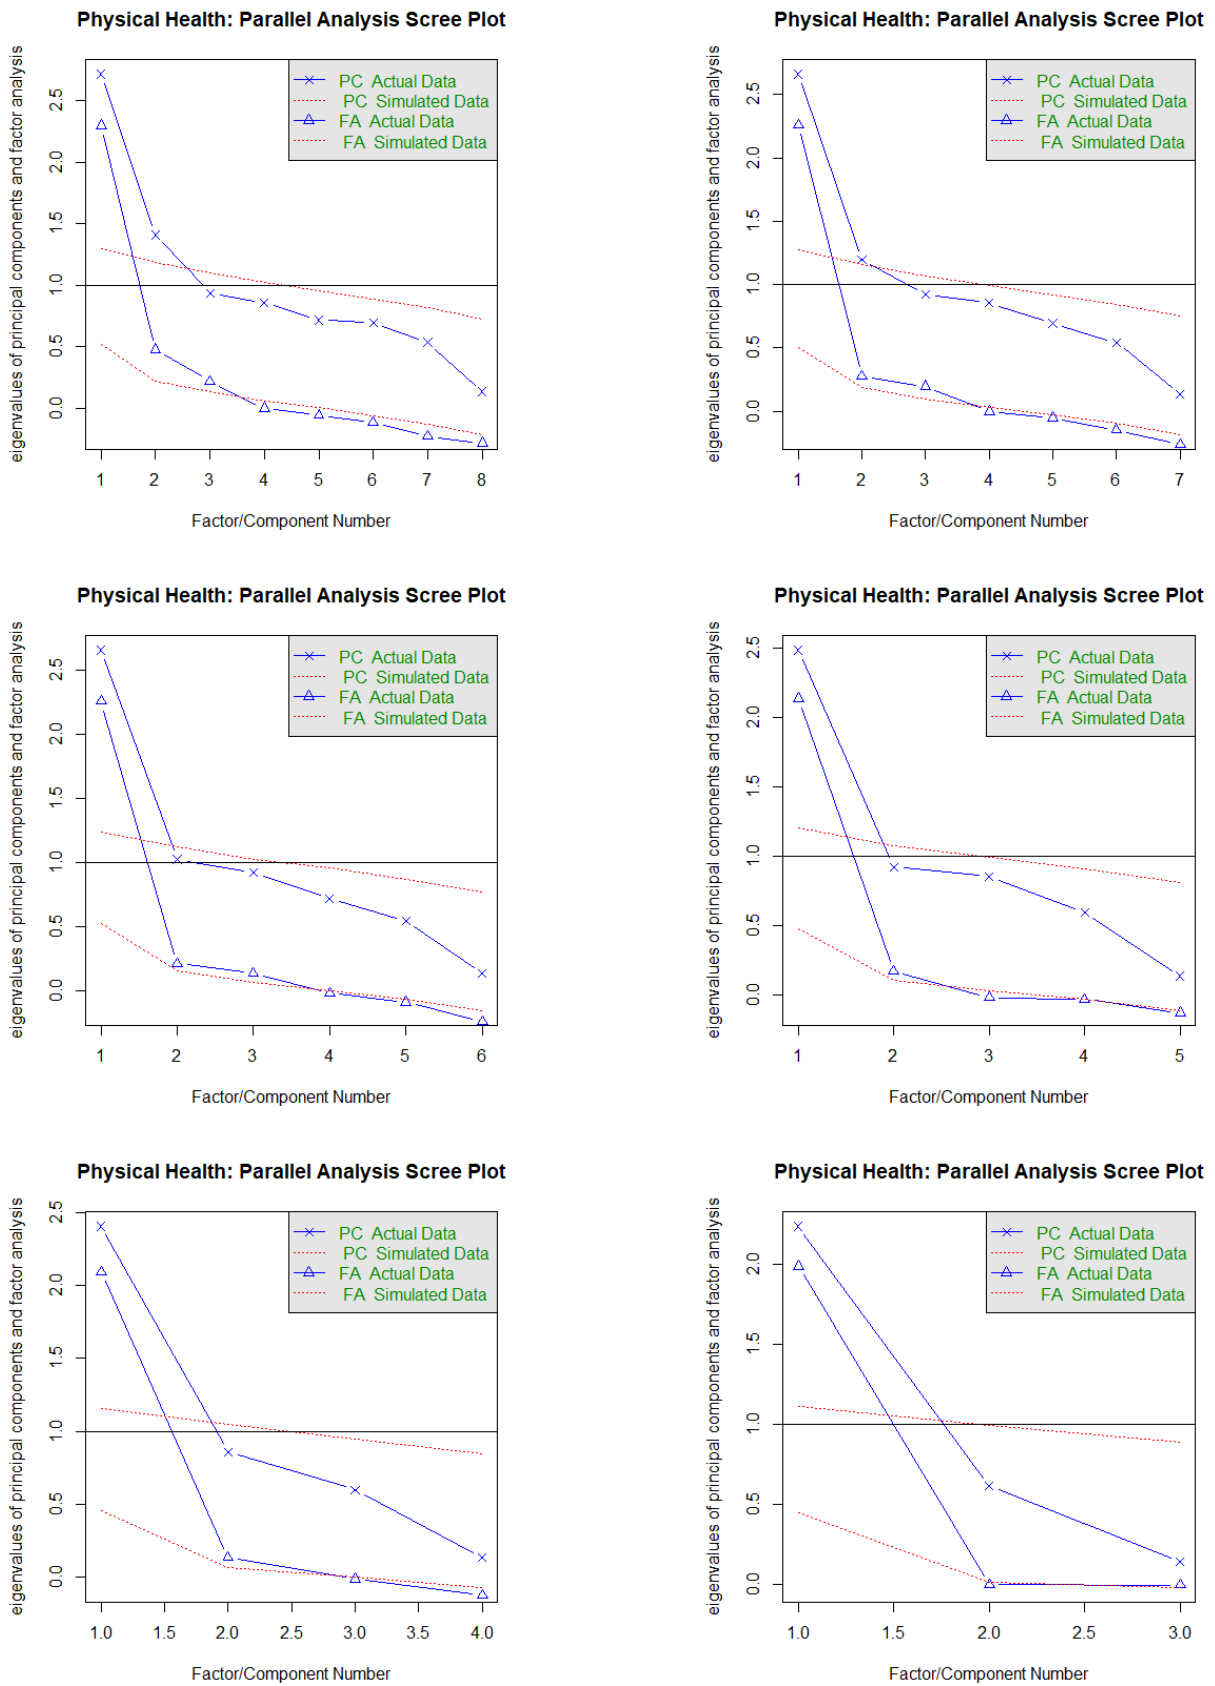 Physical Health: Parallel Analysis Scree Plot
eigenvalues of principal components and factor analysis
2.5
2.0
1.5
1.0
0.5
0.0
PC Actual Data
PC Simulated Data
FA Actual Data
FA Simulated Data
1 2 3 4 5 6 7 8
Factor/Component Number
Physical Health: Parallel Analysis Scree Plot
eigenvalues of principal components and factor analysis
2.5
2.0
1.5
1.0
0.5
0.0
PC Actual Data
PC Simulated Data
FA Actual Data
FA Simulated Data
1 2 3 4 5 6 7
Factor/Component Number
Physical Health: Parallel Analysis Scree Plot
eigenvalues of principal components and factor analysis
2.5
2.0
1.5
1.0
0.5
0.0
PC Actual Data
PC Simulated Data
FA Actual Data
FA Simulated Data
1 2 3 4 5 6
Factor/Component Number
Physical Health: Parallel Analysis Scree Plot
eigenvalues of principal components and factor analysis
2.5
2.0
1.5
1.0
0.5
0.0
PC Actual Data
PC Simulated Data
FA Actual Data
FA Simulated Data
1 2 3 4 5
Factor/Component Number
Physical Health: Parallel Analysis Scree Plot
eigenvalues of principal components and factor analysis
2.5
2.0
1.5
1.0
0.5
0.0
PC Actual Data
PC Simulated Data
FA Actual Data
FA Simulated Data
1.0 1.5 2.0 2.5 3.0 3.5 4.0
Factor/Component Number
Physical Health: Parallel Analysis Scree Plot
eigenvalues of principal components and factor analysis
2.0
1.5
1.0
0.5
0.0
PC Actual Data
PC Simulated Data
FA Actual Data
FA Simulated Data
1.0 1.5 2.0 2.5 3.0
Factor/Component Number